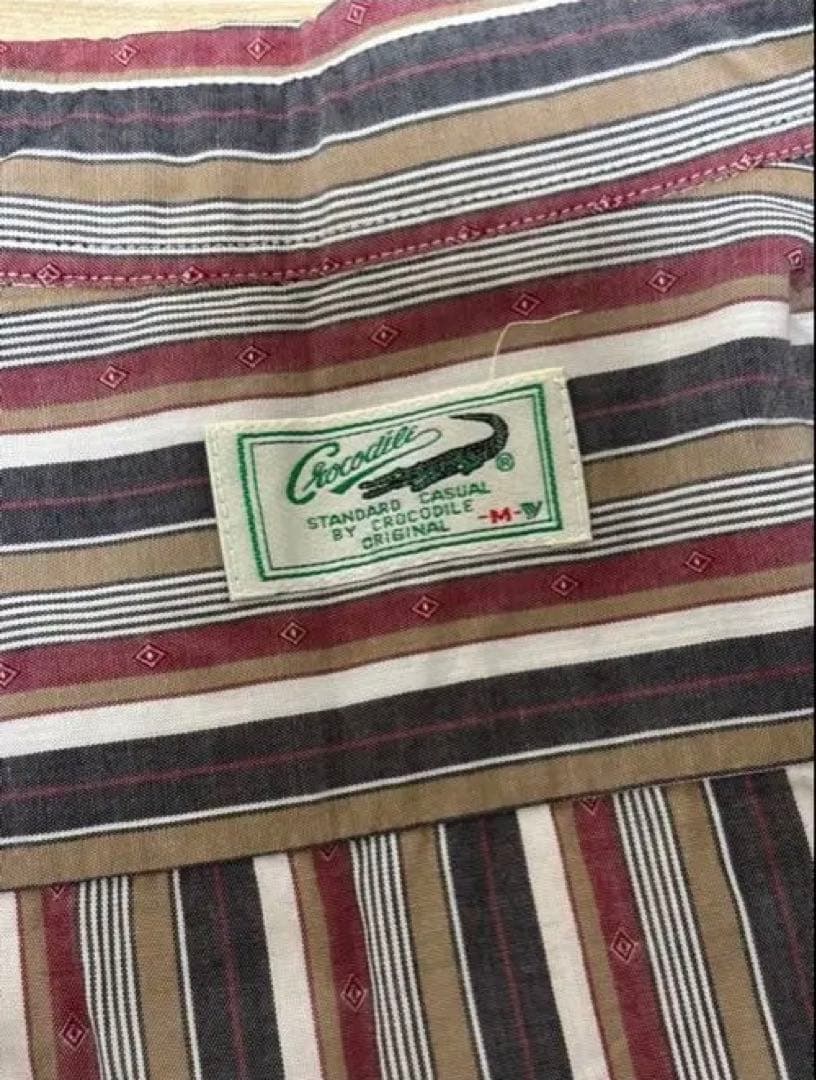 Crocodile ®
STANDARD CASUAL
BY CROCODILE
ORIGINAL -M-